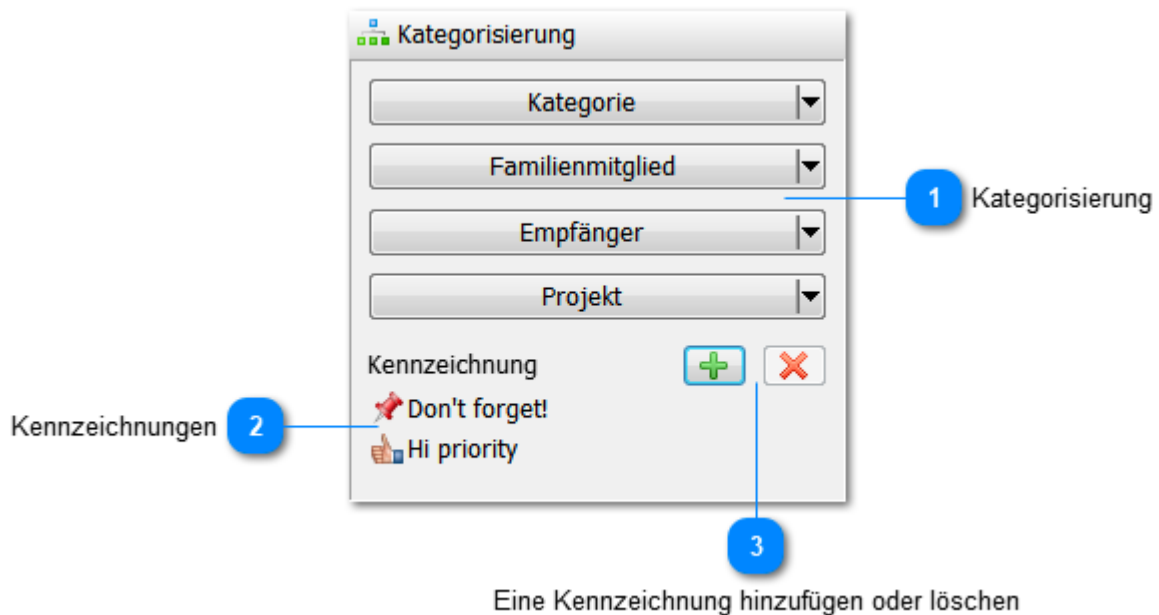 Kategorisierung
Kategorie
Familienmitglied
1 Kategorisierung
Empfänger
Projekt
Kennzeichnung
Don't forget!
Kennzeichnungen 2
Hi priority
3
Eine Kennzeichnung hinzufügen oder löschen